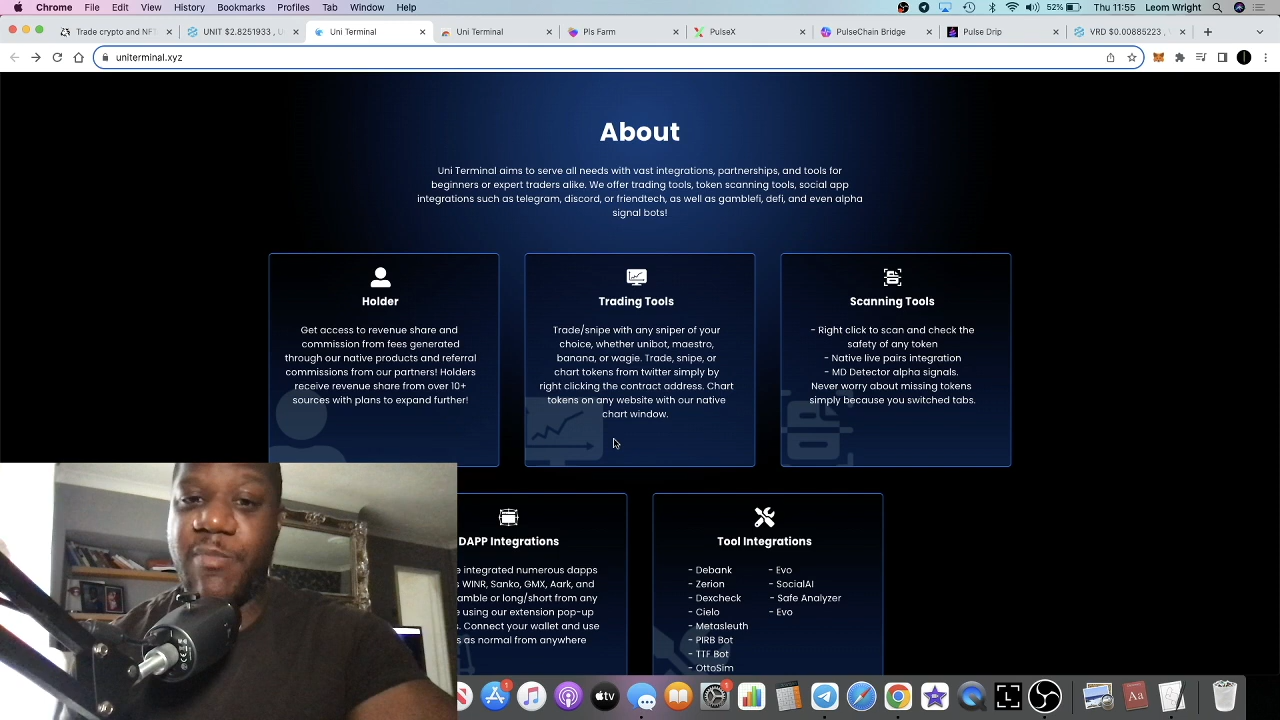 Chrome File Edit View History Bookmarks Profiles Tab Window Help 52% Thu 11:55 Leom Wright
Trade crypto and NFT UNIT $2. Uni Terminal Uni Terminal Pls Farm PulseX PulseChain Bridge Pulse Drip VRD $0.00885223
uniterminal.xyz
About
Uni Terminal aims to serve all needs with vast integrations, partnerships, and tools for
beginners or expert traders alike. We offer trading tools, token scanning tools, social app
integrations such as telegram, discord, or friendtech, as well as gamblefi, defi, and even alpha
signal bots!
Holder
Get access to revenue share and
commission from fees generated
through our native products and referral
commissions from our partners! Holders
receive revenue share from over 10+
sources with plans to expand further!
Trading Tools
Trade/snipe with any sniper of your
choice, whether unibot, maestro,
banana, or wagie. Trade, snipe, or
chart tokens from twitter simply by
right clicking the contract address. Chart
tokens on any website with our native
chart window.
Scanning Tools
- Right click to scan and check the
safety of any token
- Native live pairs integration
- MD Detector alpha signals.
Never worry about missing tokens
simply because you switched tabs.
DAPP Integrations
integrated numerous dapps
WINR, Sanko, GMX, Aark, and
amble or long/short from any
using our extension pop-up
Connect your wallet and use
as normal from anywhere
Tool Integrations
- Debank
- Zerion
- Dexcheck
- Cielo
- Metasleuth
- PIRB Bot
- TTF Bot
- OttoSim
- Evo
- SocialAI
- Safe Analyzer
- Evo
1
tv
1
Aa